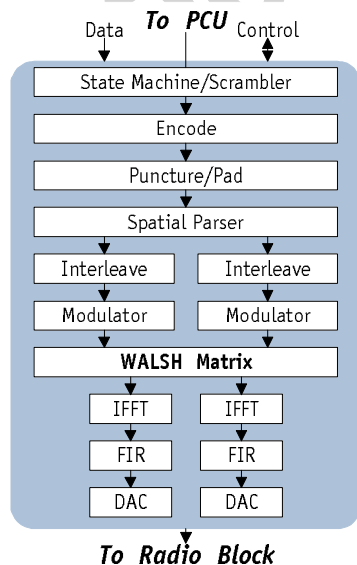 To PCU
Data Control
State Machine/Scrambler
Encode
Puncture/Pad
Spatial Parser
Interleave Interleave
Modulator Modulator
WALSH Matrix
IFFT IFFT
FIR FIR
DAC DAC
To Radio Block